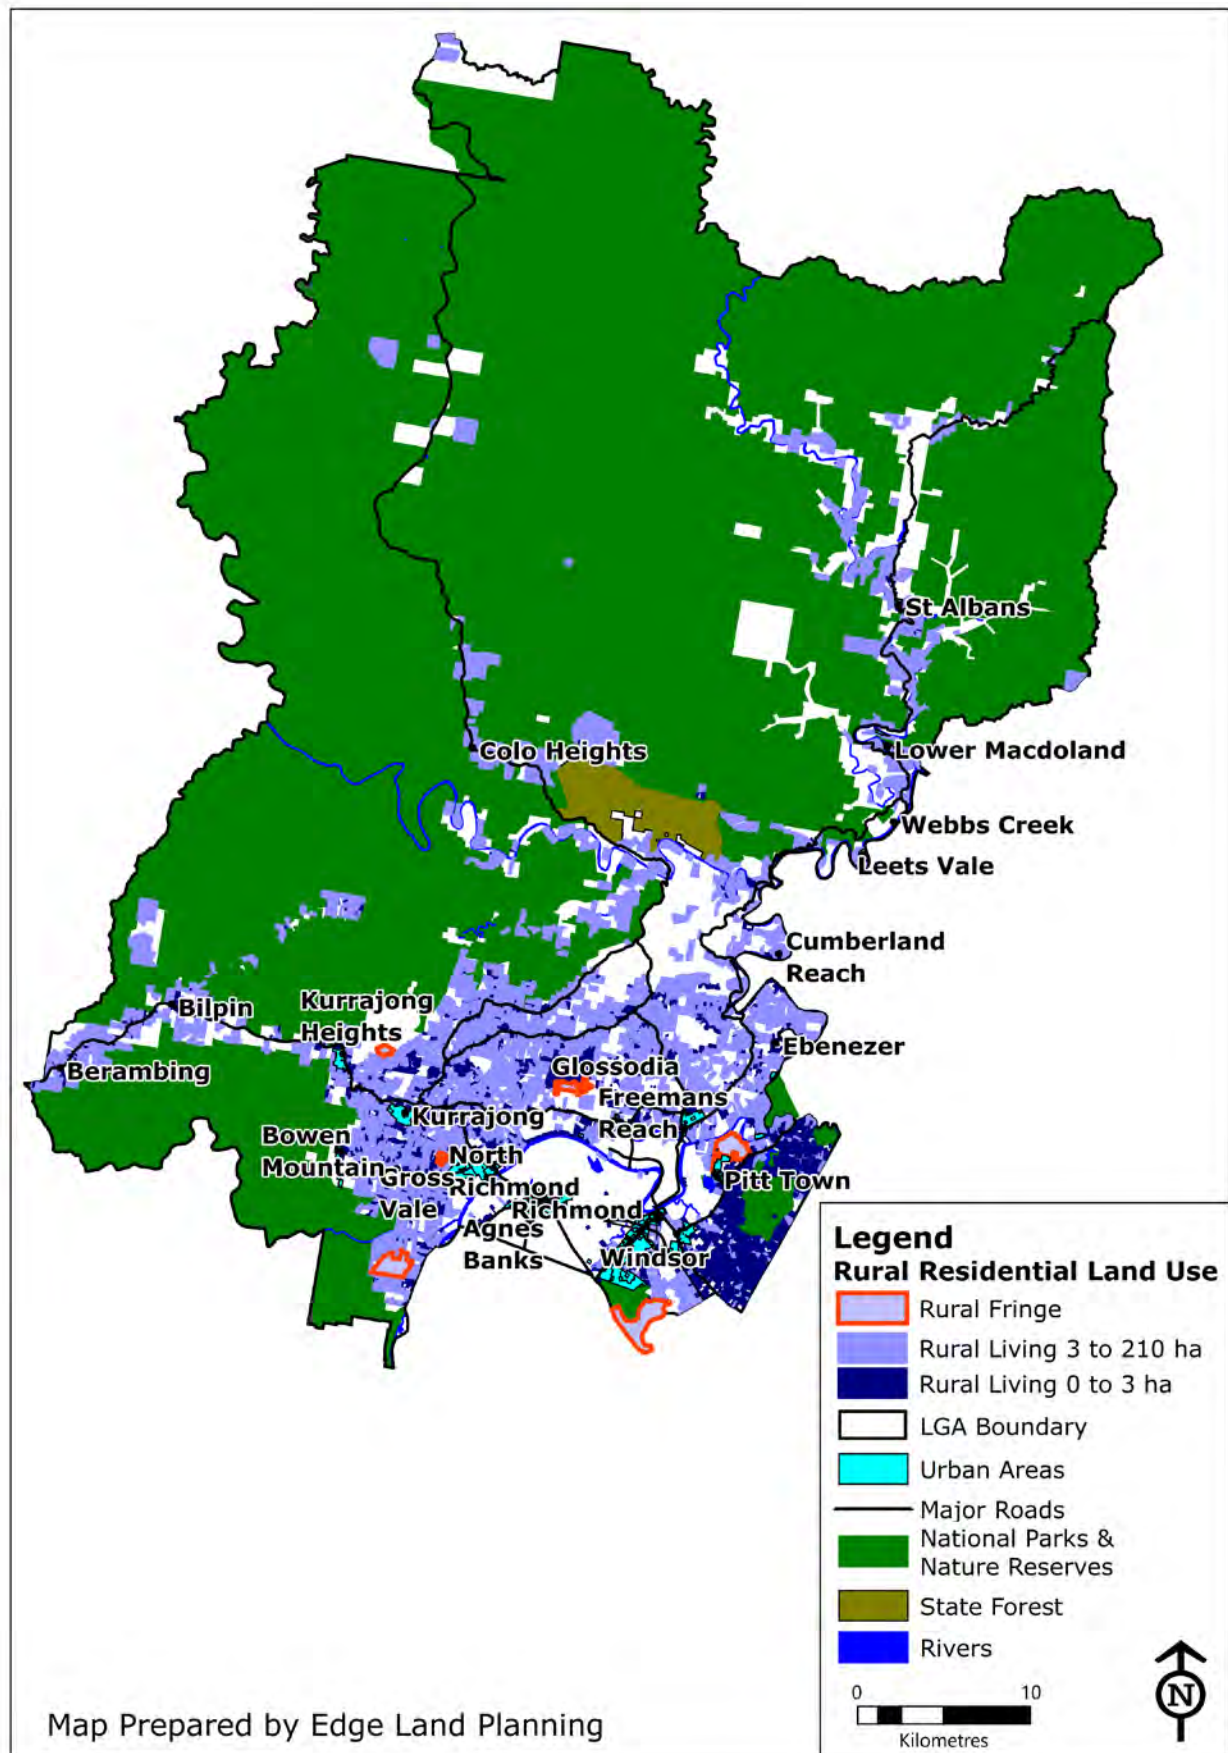 St Albans
Colo Heights
Lower Macdoland
Webbs Creek
Leets Vale
Cumberland
Reach
Bilpin
Kurrajong
Heights
Ebenezer
Berambing
Glossodia
Freemans
Reach
Kurrajong
Bowen
Mountain
North
Richmond
Gross
Vale
Pitt Town
Richmond
Agnes
Banks
Windsor
Legend
Rural Residential Land Use
Rural Fringe
Rural Living 3 to 210 ha
Rural Living 0 to 3 ha
LGA Boundary
Urban Areas
Major Roads
National Parks &
Nature Reserves
State Forest
Rivers
0 10
Kilometres
N
Map Prepared by Edge Land Planning